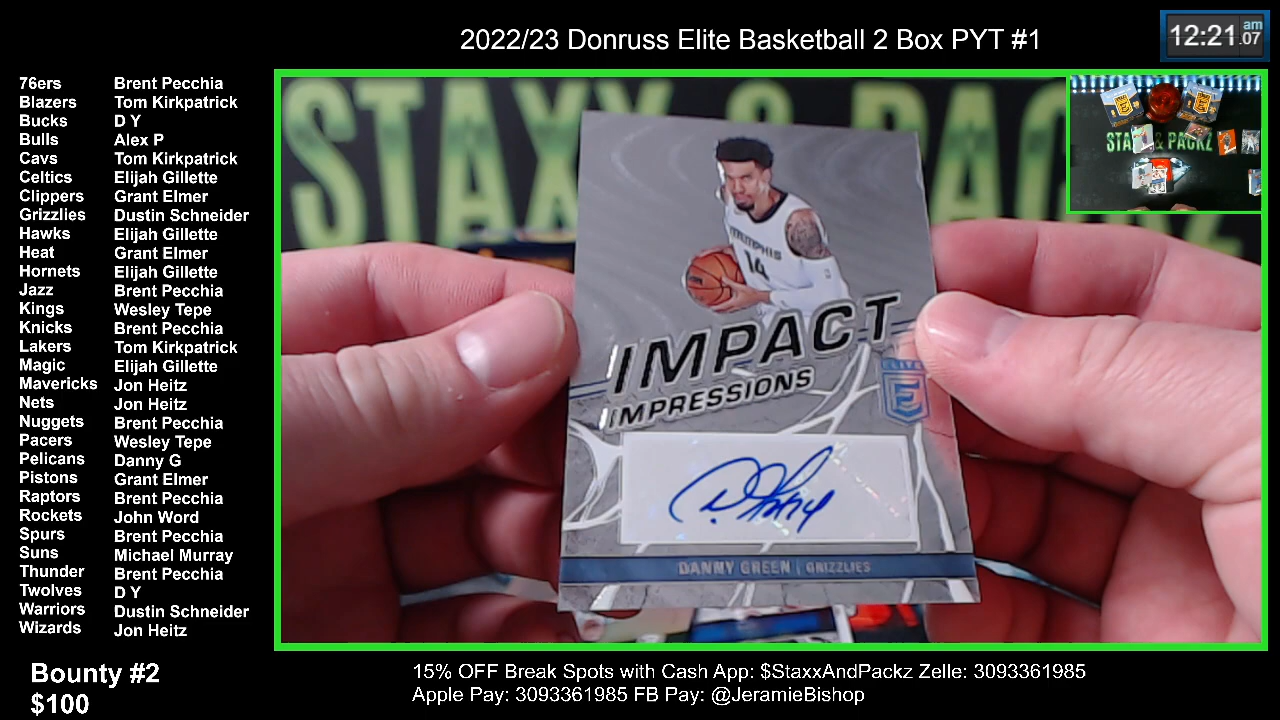 2022/23 Donruss Elite Basketball 2 Box PYT #1
12:21 am .07
76ers Brent Pecchia
Blazers Tom Kirkpatrick
Bucks D Y
Bulls Alex P
Cavs Tom Kirkpatrick
Celtics Elijah Gillette
Clippers Grant Elmer
Grizzlies Dustin Schneider
Hawks Elijah Gillette
Heat Grant Elmer
Hornets Elijah Gillette
Jazz Brent Pecchia
Kings Wesley Tepe
Knicks Brent Pecchia
Lakers Tom Kirkpatrick
Magic Elijah Gillette
Mavericks Jon Heitz
Nets Jon Heitz
Nuggets Brent Pecchia
Pacers Wesley Tepe
Pelicans Danny G
Pistons Grant Elmer
Raptors Brent Pecchia
Rockets John Word
Spurs Brent Pecchia
Suns Michael Murray
Thunder Brent Pecchia
Twolves D Y
Warriors Dustin Schneider
Wizards Jon Heitz
Bounty #2
$100
STAXX & PAC
STA & PACKZ
MEMPHIS
14
IMPACT
IMPRESSIONS
ELITE
E
DANNY GREEN | GRIZZLIES
15% OFF Break Spots with Cash App: $StaxxAndPackz Zelle: 3093361985
Apple Pay: 3093361985 FB Pay: @JeramieBishop